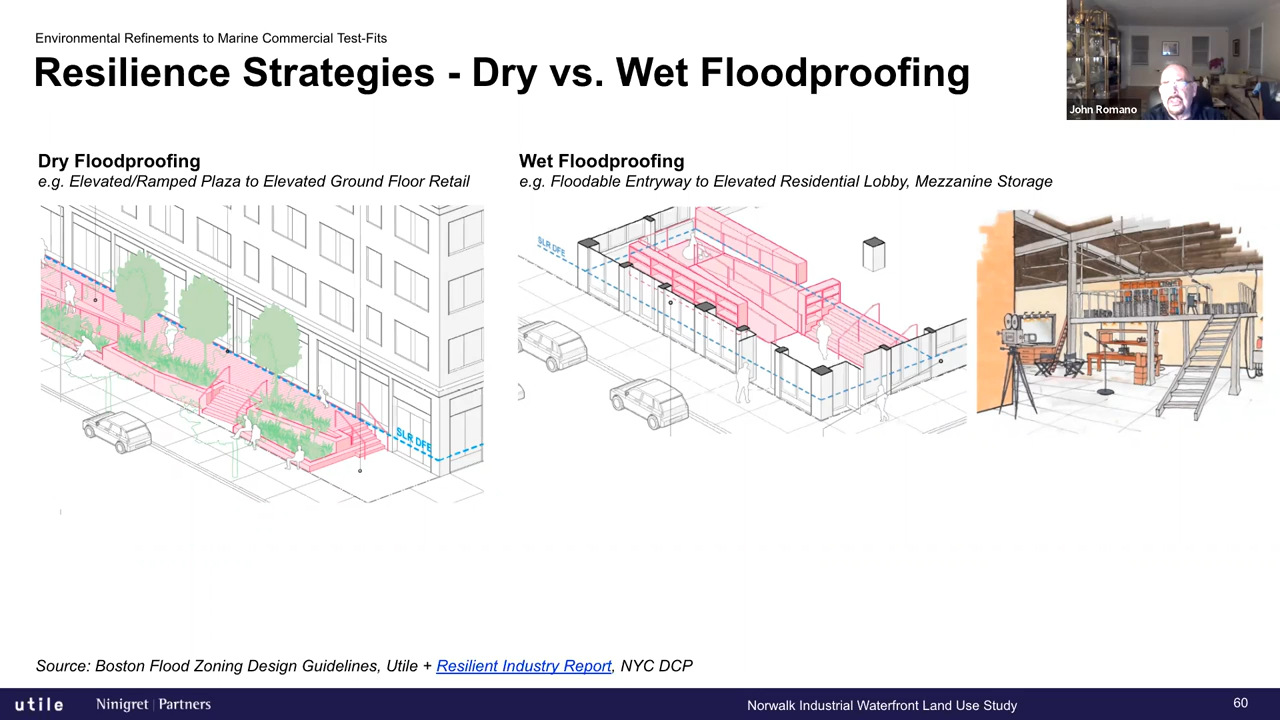 Environmental Refinements to Marine Commercial Test-Fits
Resilience Strategies - Dry vs. Wet Floodproofing
John Romano
Dry Floodproofing
e.g. Elevated/Ramped Plaza to Elevated Ground Floor Retail
Wet Floodproofing
e.g. Floodable Entryway to Elevated Residential Lobby, Mezzanine Storage
SLR DFE
SLR DFE
Source: Boston Flood Zoning Design Guidelines, Utile + Resilient Industry Report, NYC DCP
utile
Ninigret | Partners
Norwalk Industrial Waterfront Land Use Study
60